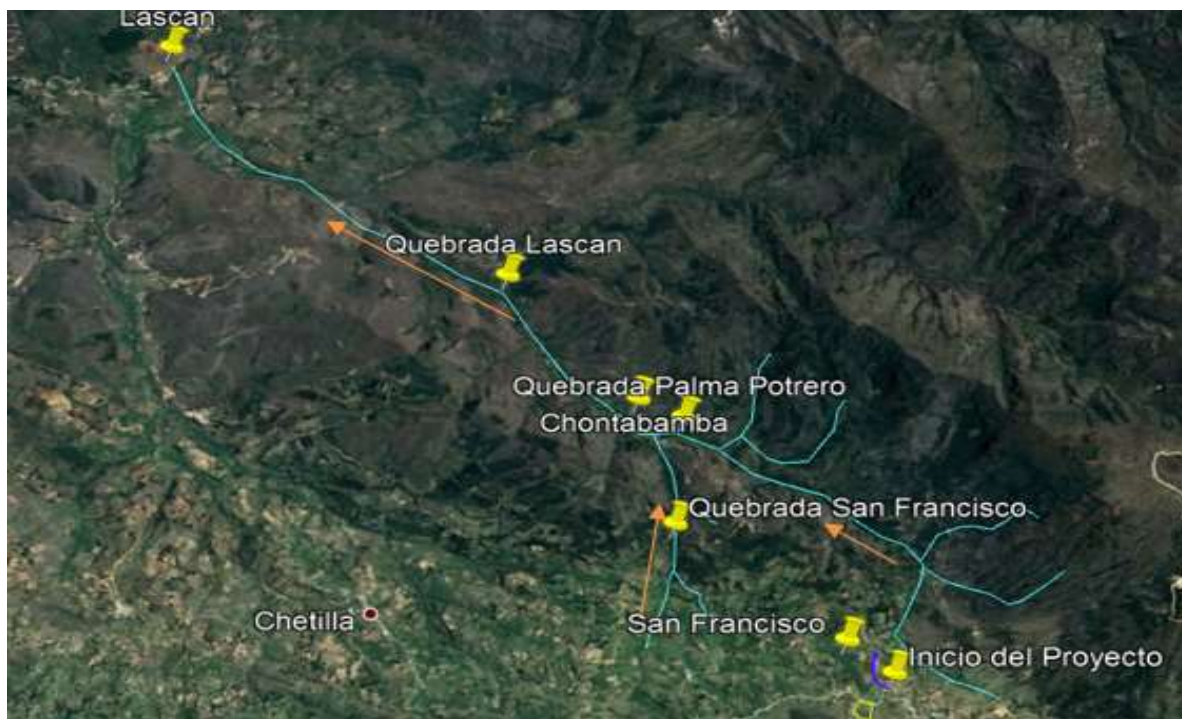 Lascan
Quebrada Lascan
Quebrada Palma Potrero
Chontabamba
Quebrada San Francisco
Chetilla
San Francisco
Inicio del Proyecto